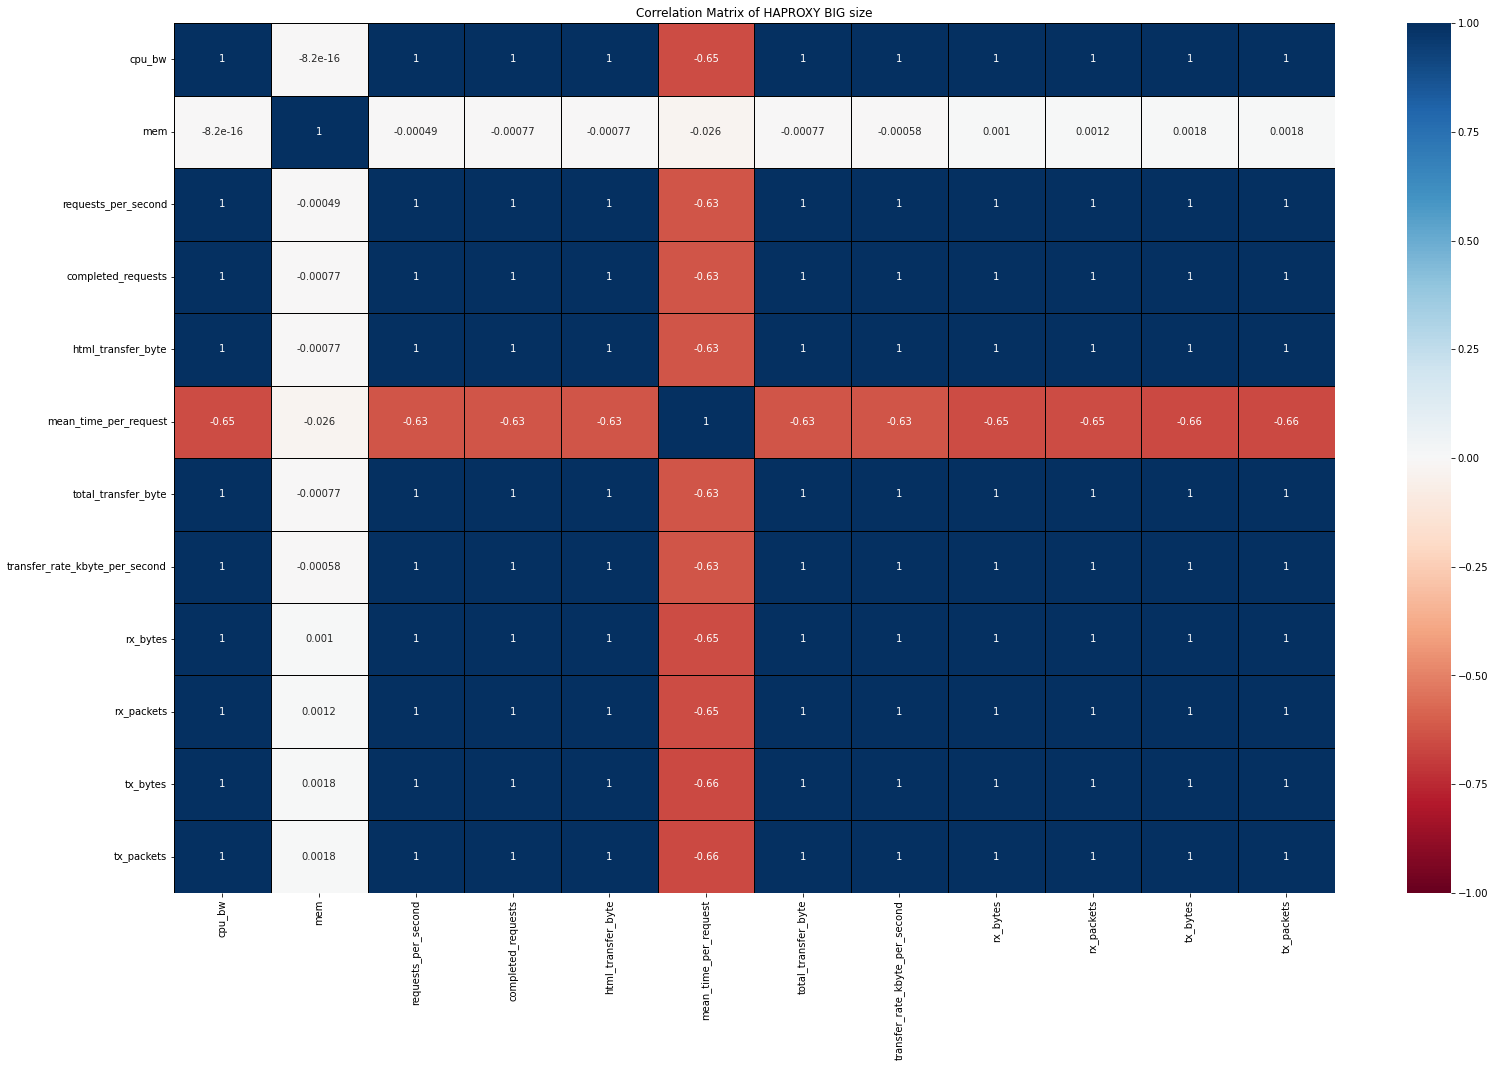 Correlation Matrix of HAPROXY BIG size
cpu_bw 1 -8.2e-16 1 1 1 -0.65 1 1 1 1 1 1
mem -8.2e-16 1 -0.00049 -0.00077 -0.00077 -0.026 -0.00077 -0.00058 0.001 0.0012 0.0018 0.0018
requests_per_second 1 -0.00049 1 1 1 -0.63 1 1 1 1 1 1
completed_requests 1 -0.00077 1 1 1 -0.63 1 1 1 1 1 1
html_transfer_byte 1 -0.00077 1 1 1 -0.63 1 1 1 1 1 1
mean_time_per_request -0.65 -0.026 -0.63 -0.63 -0.63 1 -0.63 -0.63 -0.65 -0.65 -0.66 -0.66
total_transfer_byte 1 -0.00077 1 1 1 -0.63 1 1 1 1 1 1
transfer_rate_kbyte_per_second 1 -0.00058 1 1 1 -0.63 1 1 1 1 1 1
rx_bytes 1 0.001 1 1 1 -0.65 1 1 1 1 1 1
rx_packets 1 0.0012 1 1 1 -0.65 1 1 1 1 1 1
tx_bytes 1 0.0018 1 1 1 -0.66 1 1 1 1 1 1
tx_packets 1 0.0018 1 1 1 -0.66 1 1 1 1 1 1
cpu_bw
mem
requests_per_second
completed_requests
html_transfer_byte
mean_time_per_request
total_transfer_byte
transfer_rate_kbyte_per_second
rx_bytes
rx_packets
tx_bytes
tx_packets
1.00
0.75
0.50
0.25
0.00
−0.25
−0.50
−0.75
−1.00